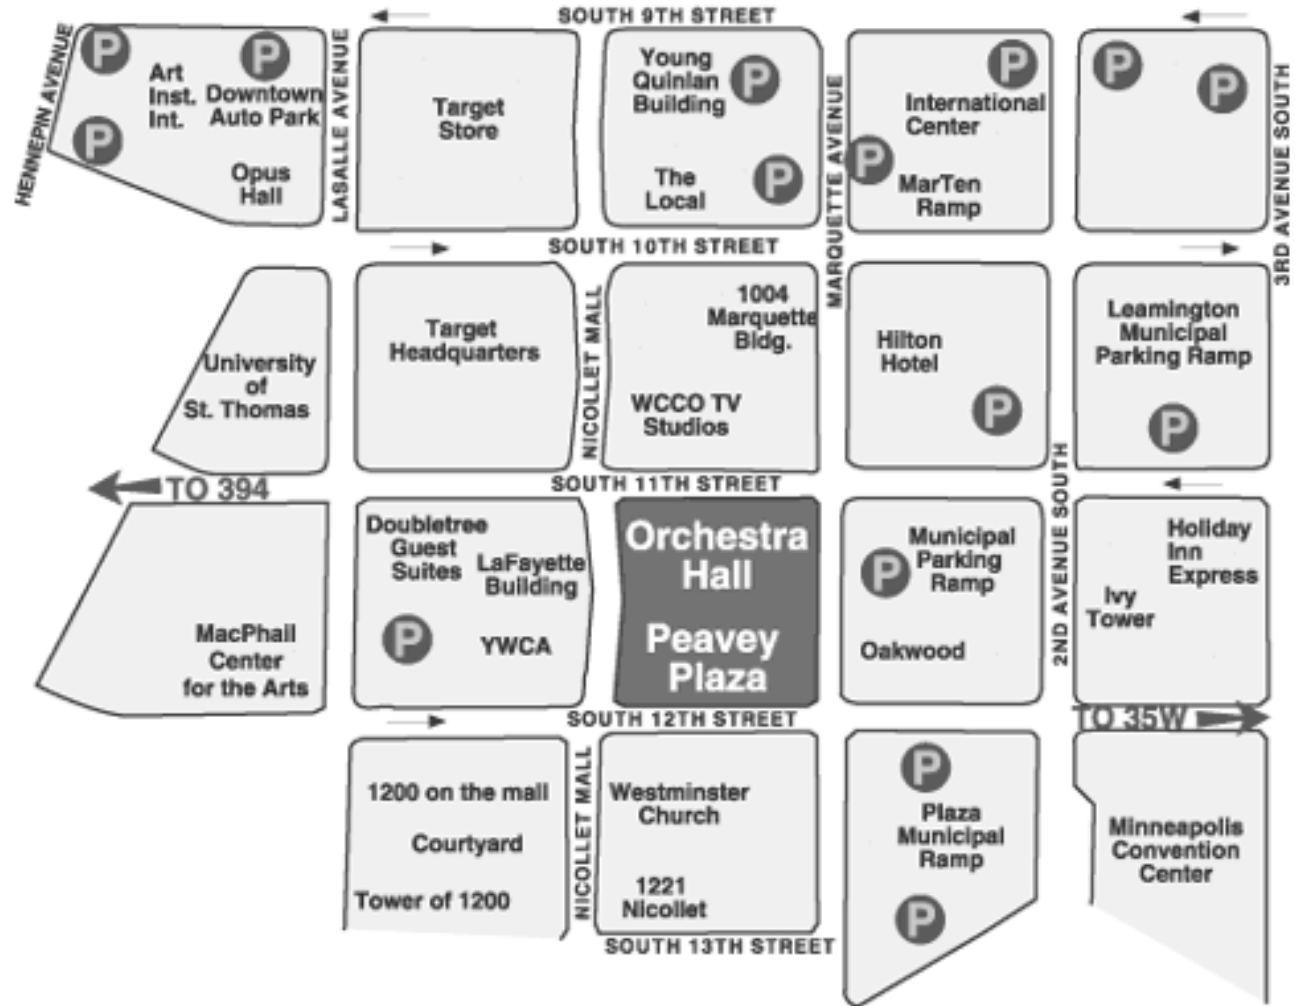 SOUTH 9TH STREET
HENNEPIN AVENUE
P
Art
Inst.
Int.
P
Downtown
Auto Park
P
Opus
Hall
LASALLE AVENUE
Target
Store
Young
Quinlan
Building
P
The
Local
P
MARQUETTE AVENUE
P
International
Center
P
MarTen
Ramp
P
P
3RD AVENUE SOUTH
SOUTH 10TH STREET
University
of
St. Thomas
Target
Headquarters
NICOLLET MALL
1004
Marquette
Bldg.
WCCO TV
Studios
Hilton
Hotel
P
Leamington
Municipal
Parking Ramp
P
TO 394
SOUTH 11TH STREET
2ND AVENUE SOUTH
MacPhail
Center
for the Arts
Doubletree
Guest
Suites
LaFayette
Building
P
YWCA
Orchestra
Hall
Peavey
Plaza
P
Municipal
Parking
Ramp
Oakwood
Holiday
Inn
Express
Ivy
Tower
SOUTH 12TH STREET
TO 35W
1200 on the mall
Courtyard
Tower of 1200
NICOLLET MALL
Westminster
Church
1221
Nicollet
P
Plaza
Municipal
Ramp
P
Minneapolis
Convention
Center
SOUTH 13TH STREET